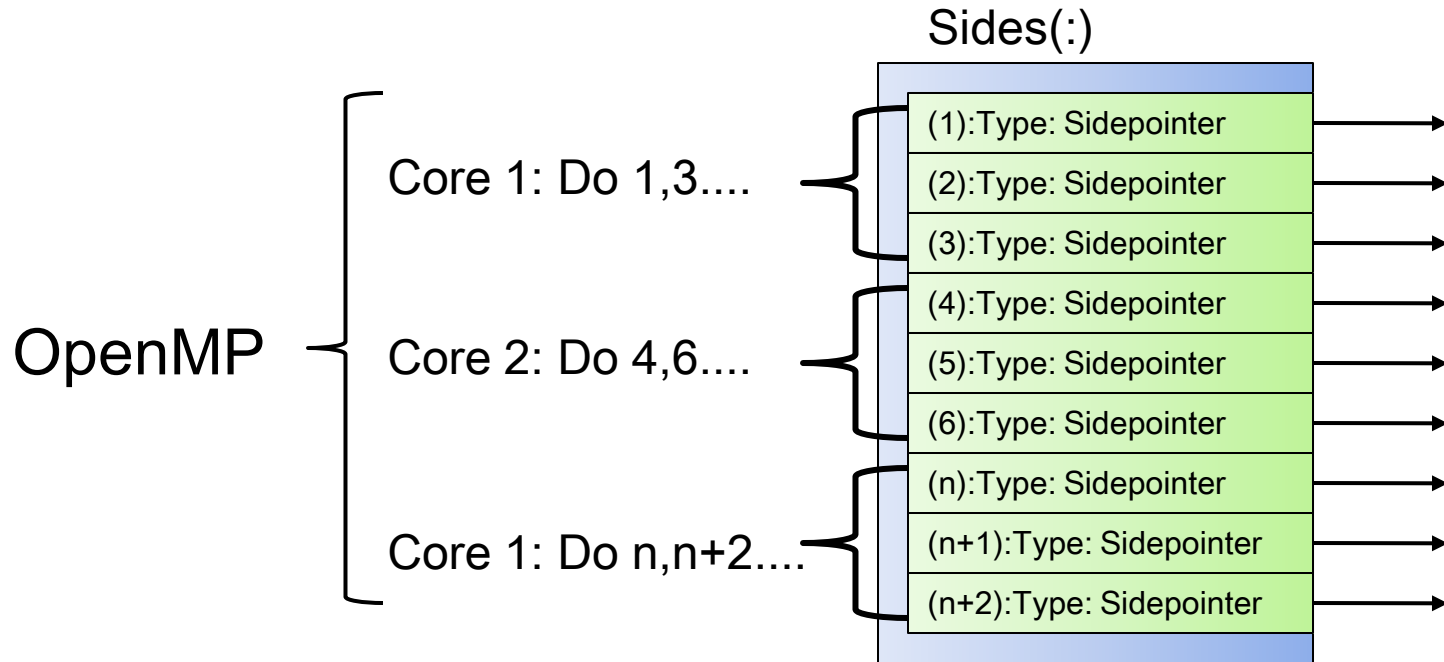 Sides(:)
OpenMP
Core 1: Do 1,3....
Core 2: Do 4,6....
Core 1: Do n,n+2....
(1):Type: Sidepointer
(2):Type: Sidepointer
(3):Type: Sidepointer
(4):Type: Sidepointer
(5):Type: Sidepointer
(6):Type: Sidepointer
(n):Type: Sidepointer
(n+1):Type: Sidepointer
(n+2):Type: Sidepointer